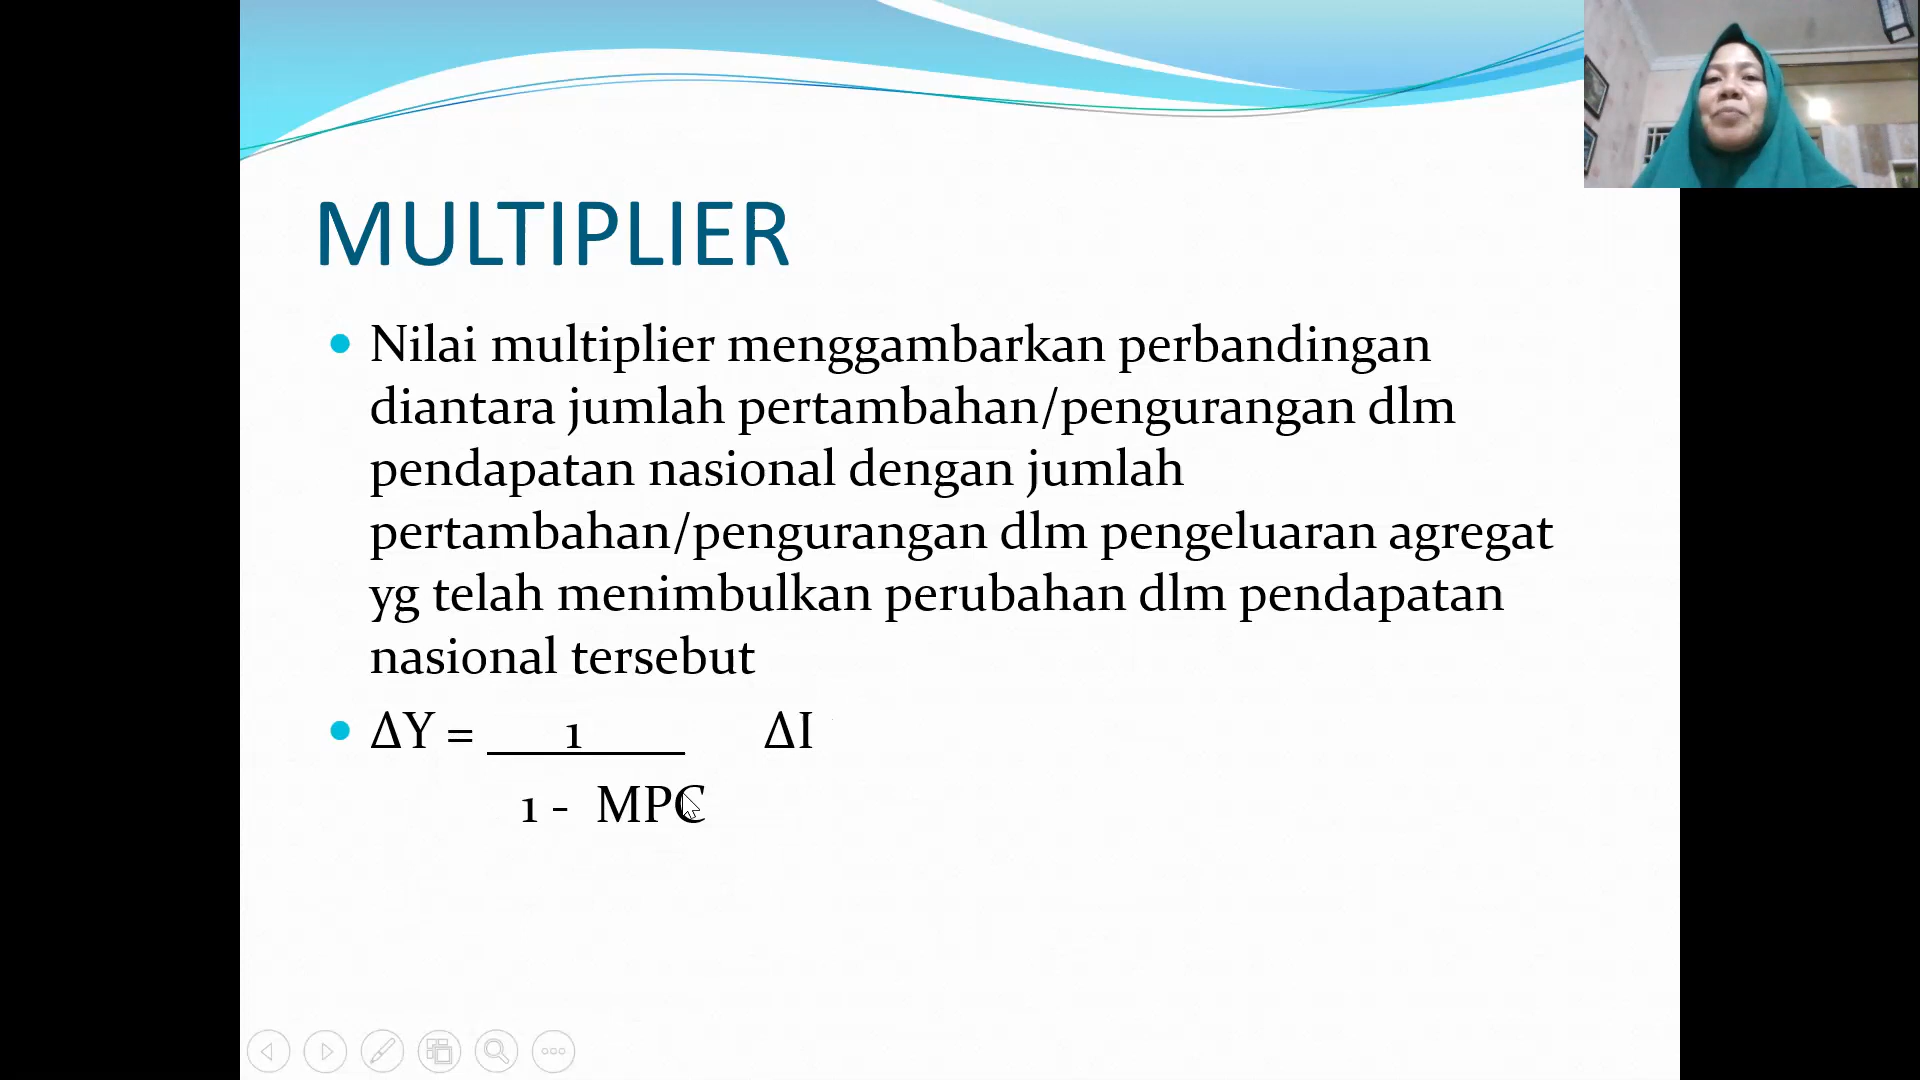 MULTIPLIER
Nilai multiplier menggambarkan perbandingan
diantara jumlah pertambahan/pengurangan dlm
pendapatan nasional dengan jumlah
pertambahan/pengurangan dlm pengeluaran agregat
yg telah menimbulkan perubahan dlm pendapatan
nasional tersebut
ΔY = 1 ΔI
1 - MPC